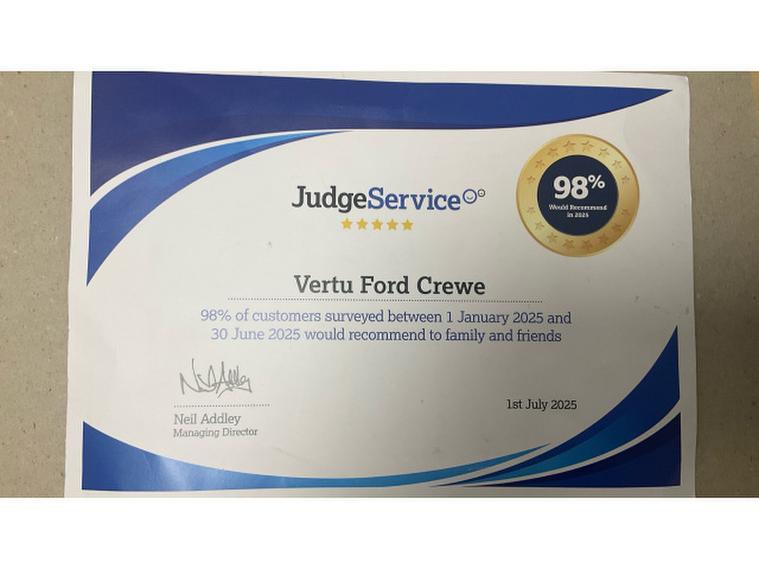 JudgeService
98%
Would Recommend
in 2025
Vertu Ford Crewe
98% of customers surveyed between 1 January 2025 and
30 June 2025 would recommend to family and friends
1st July 2025
Neil Addley
Managing Director